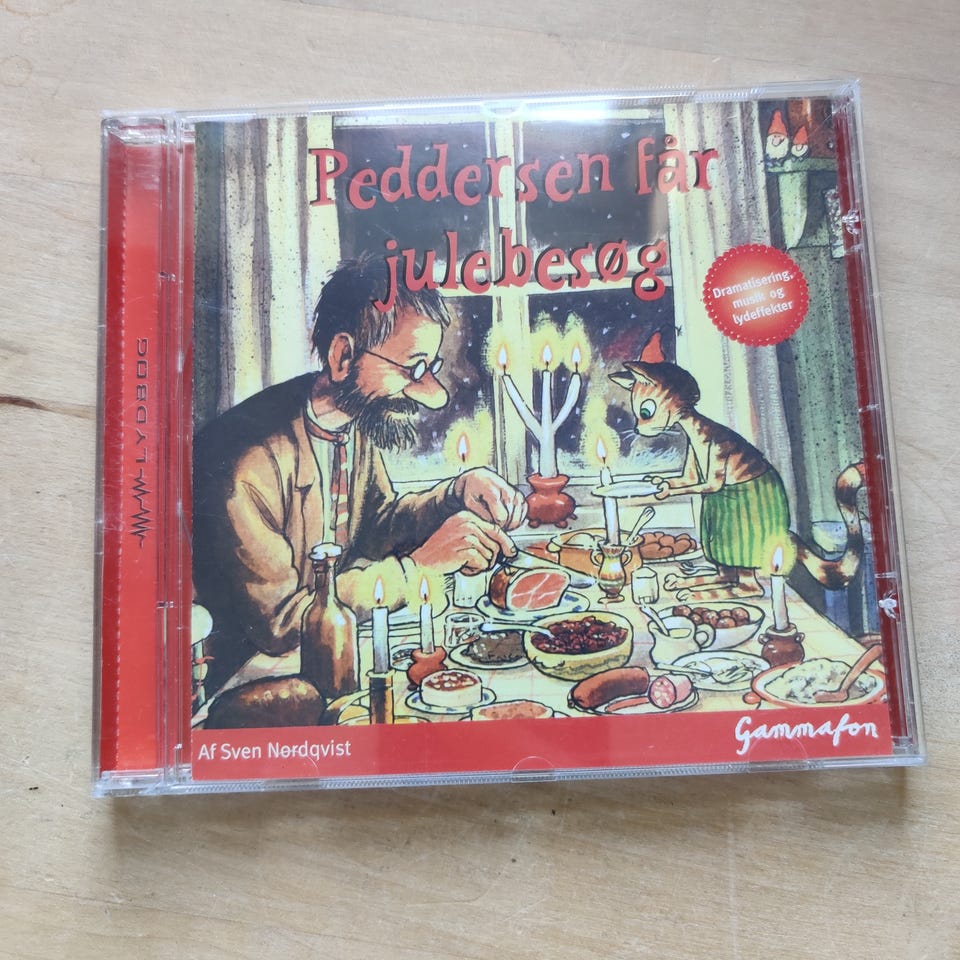 LYDBOG
Peddersen får
julebesøg
Dramatisering,
musik og
lydeffekter
Af Sven Nordqvist
Gammafon